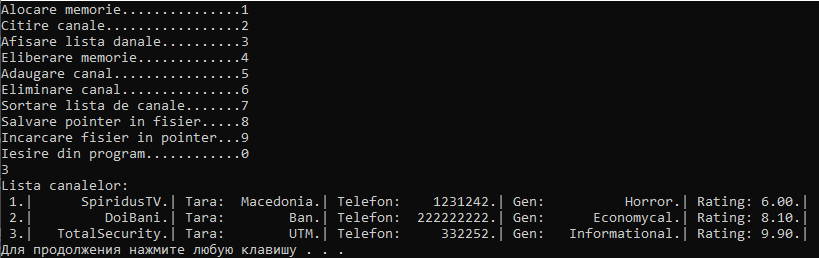 Alocare memorie...............1
Citire canale.................2
Afisare lista danale..........3
Eliberare memorie.............4
Adaugare canal................5
Eliminare canal...............6
Sortare lista de canale.......7
Salvare pointer in fisier.....8
Incarcare fisier in pointer...9
Iesire din program............0
3
Lista canalelor:
 1.|      SpiridusTV.| Tara:  Macedonia.| Telefon:    1231242.| Gen:          Horror.| Rating: 6.00.|
 2.|         DoiBani.| Tara:        Ban.| Telefon:  222222222.| Gen:      Economycal.| Rating: 8.10.|
 3.|   TotalSecurity.| Tara:        UTM.| Telefon:     332252.| Gen:   Informational.| Rating: 9.90.|
Для продолжения нажмите любую клавишу . . .